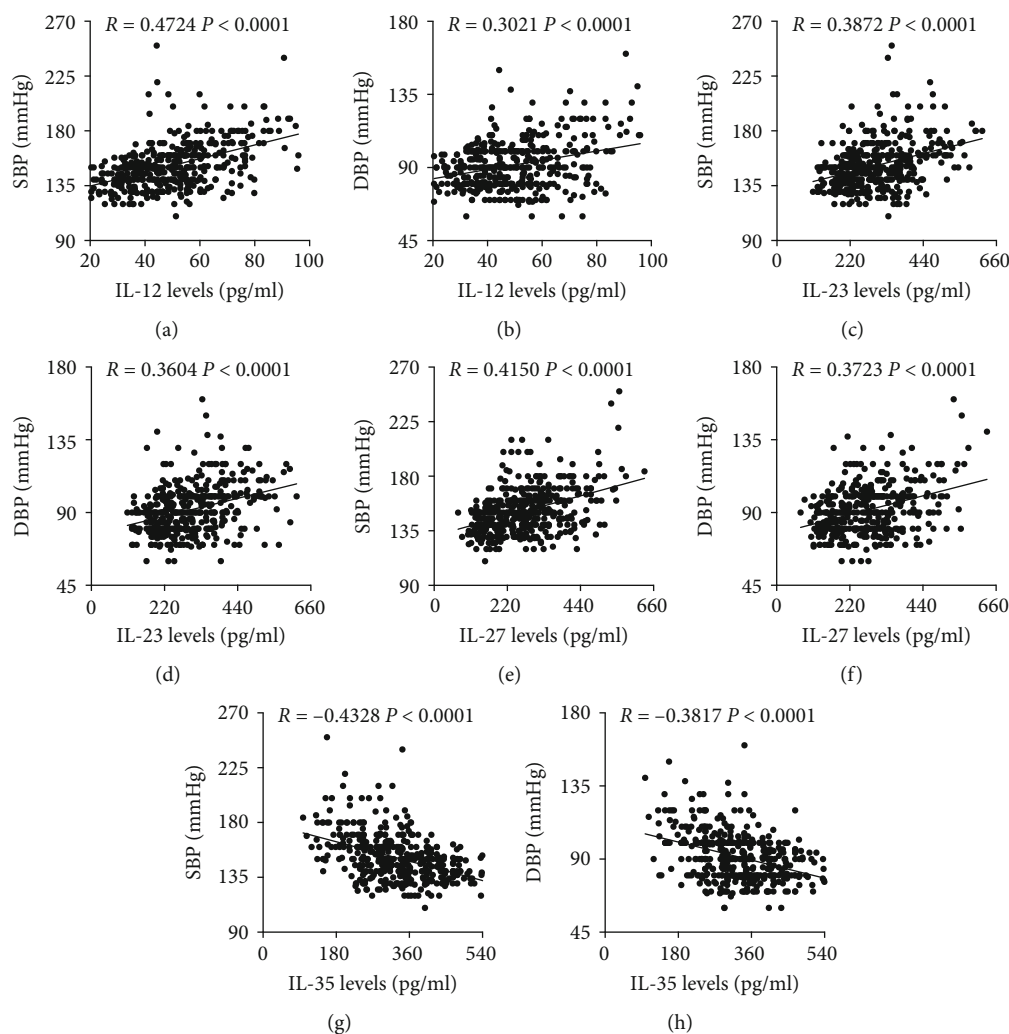 R = 0.4724 P < 0.0001
270
225
180
135
90
SBP (mmHg)
20 40 60 80 100
IL-12 levels (pg/ml)
(a)
R = 0.3021 P < 0.0001
180
135
90
45
DBP (mmHg)
20 40 60 80 100
IL-12 levels (pg/ml)
(b)
R = 0.3872 P < 0.0001
270
225
180
135
90
SBP (mmHg)
0 220 440 660
IL-23 levels (pg/ml)
(c)
R = 0.3604 P < 0.0001
180
135
90
45
DBP (mmHg)
0 220 440 660
IL-23 levels (pg/ml)
(d)
R = 0.4150 P < 0.0001
270
225
180
135
90
SBP (mmHg)
0 220 440 660
IL-27 levels (pg/ml)
(e)
R = 0.3723 P < 0.0001
180
135
90
45
DBP (mmHg)
0 220 440 660
IL-27 levels (pg/ml)
(f)
R = –0.4328 P < 0.0001
270
225
180
135
90
SBP (mmHg)
0 180 360 540
IL-35 levels (pg/ml)
(g)
R = –0.3817 P < 0.0001
180
135
90
45
DBP (mmHg)
0 180 360 540
IL-35 levels (pg/ml)
(h)